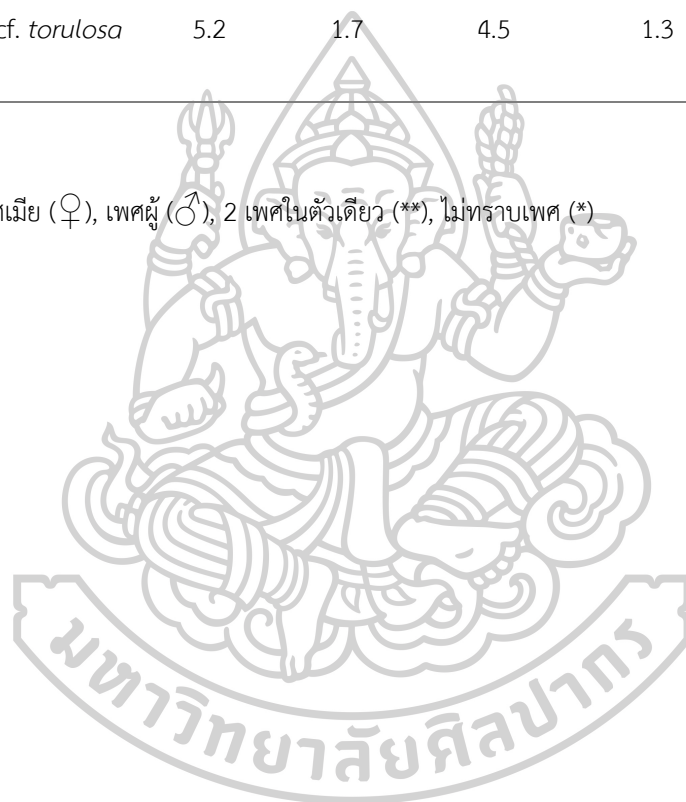 cf. torulosa 5.2 1.7 4.5 1.3
เมีย (♀), เพศผู้ (♂), 2 เพศในตัวเดียว (**), ไม่ทราบเพศ (*)
มหาวิทยาลัยศิลปากร